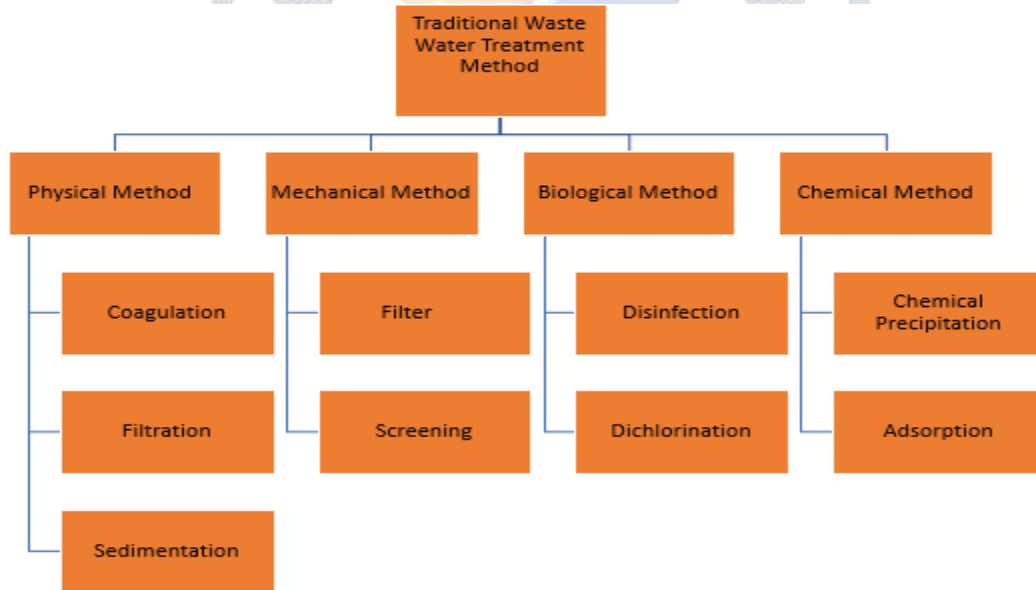 Traditional Waste
Water Treatment
Method
Physical Method
Mechanical Method
Biological Method
Chemical Method
Coagulation
Filter
Disinfection
Chemical
Precipitation
Filtration
Screening
Dichlorination
Adsorption
Sedimentation